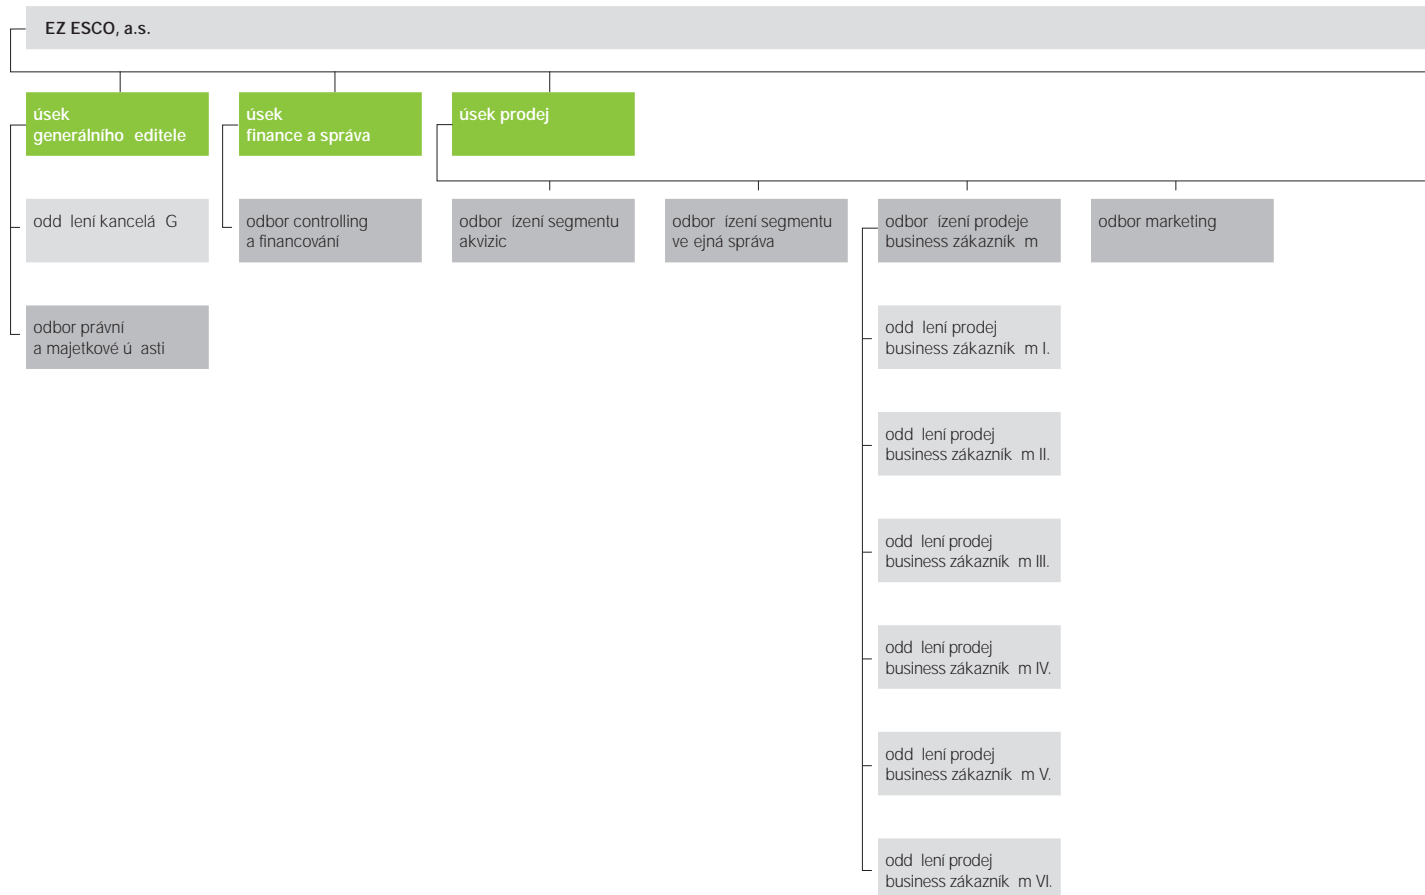 EZ ESCO, a.s.
úsek
generálního editele
úsek
finance a správa
úsek prodej
odd lení kancelá G
odbor controlling
a financování
odbor ízení segmentu
akvizic
odbor ízení segmentu
ve ejná správa
odbor ízení prodeje
business zákazník m
odbor marketing
odbor právní
a majetkové ú asti
odd lení prodej
business zákazník m I.
odd lení prodej
business zákazník m II.
odd lení prodej
business zákazník m III.
odd lení prodej
business zákazník m IV.
odd lení prodej
business zákazník m V.
odd lení prodej
business zákazník m VI.